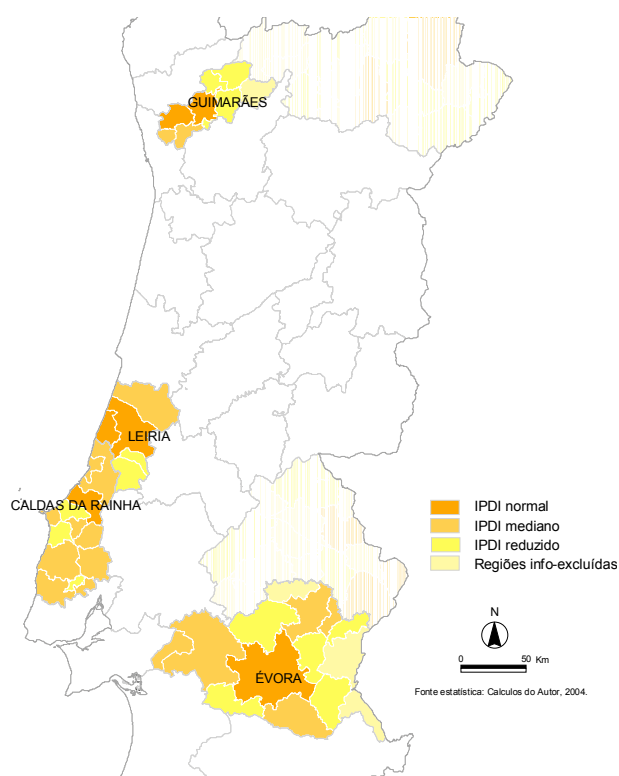 GUIMARÃES
LEIRIA
CALDAS DA RAINHA
ÉVORA
IPDI normal
IPDI mediano
IPDI reduzido
Regiões info-excluídas
N
0 50 Km
Fonte estatística: Calculos do Autor, 2004.